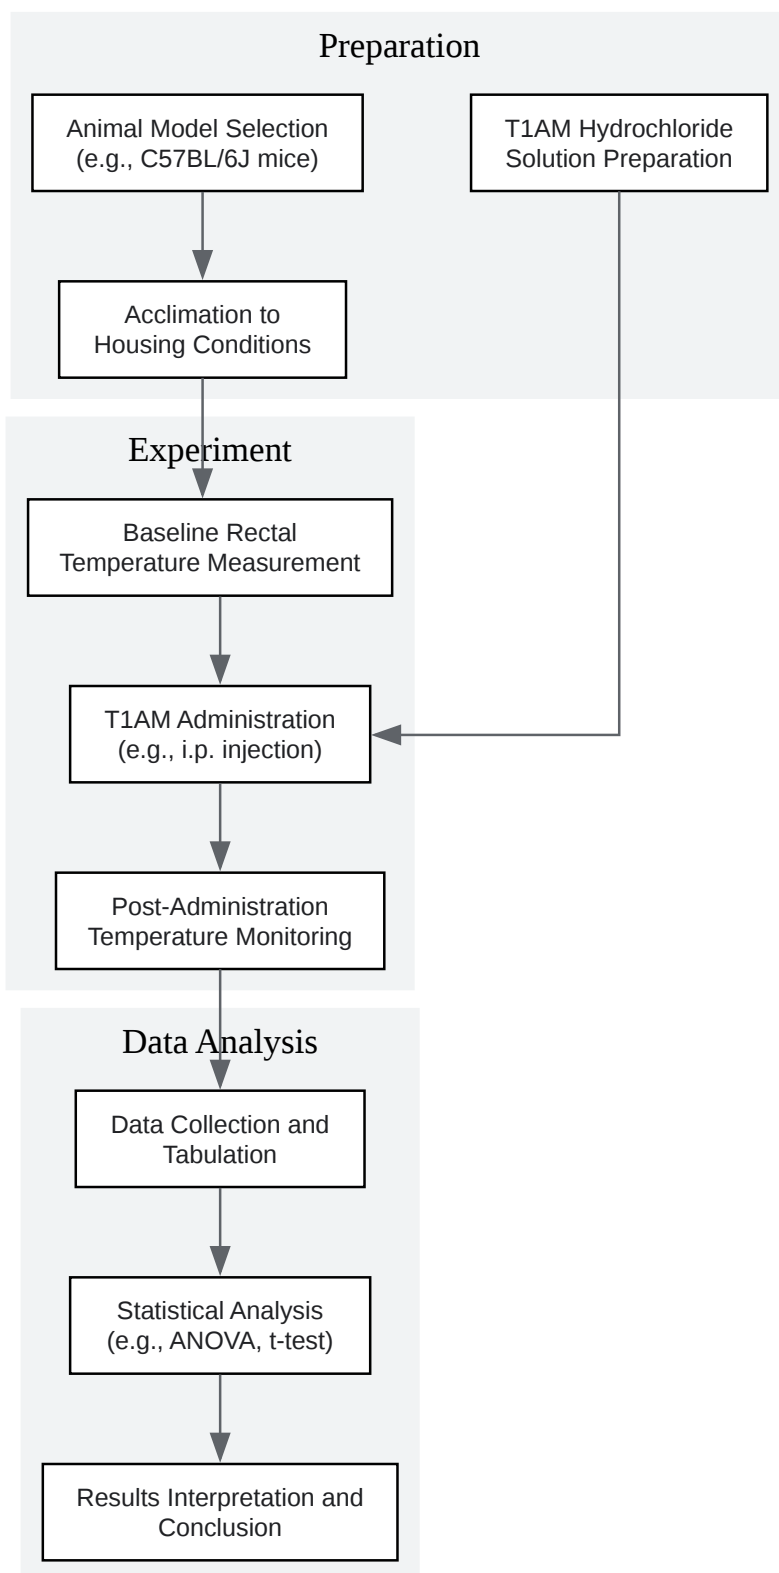 Preparation
Animal Model Selection
(e.g., C57BL/6J mice)
T1AM Hydrochloride
Solution Preparation
Acclimation to
Housing Conditions
Experiment
Baseline Rectal
Temperature Measurement
T1AM Administration
(e.g., i.p. injection)
Post-Administration
Temperature Monitoring
Data Analysis
Data Collection and
Tabulation
Statistical Analysis
(e.g., ANOVA, t-test)
Results Interpretation and
Conclusion